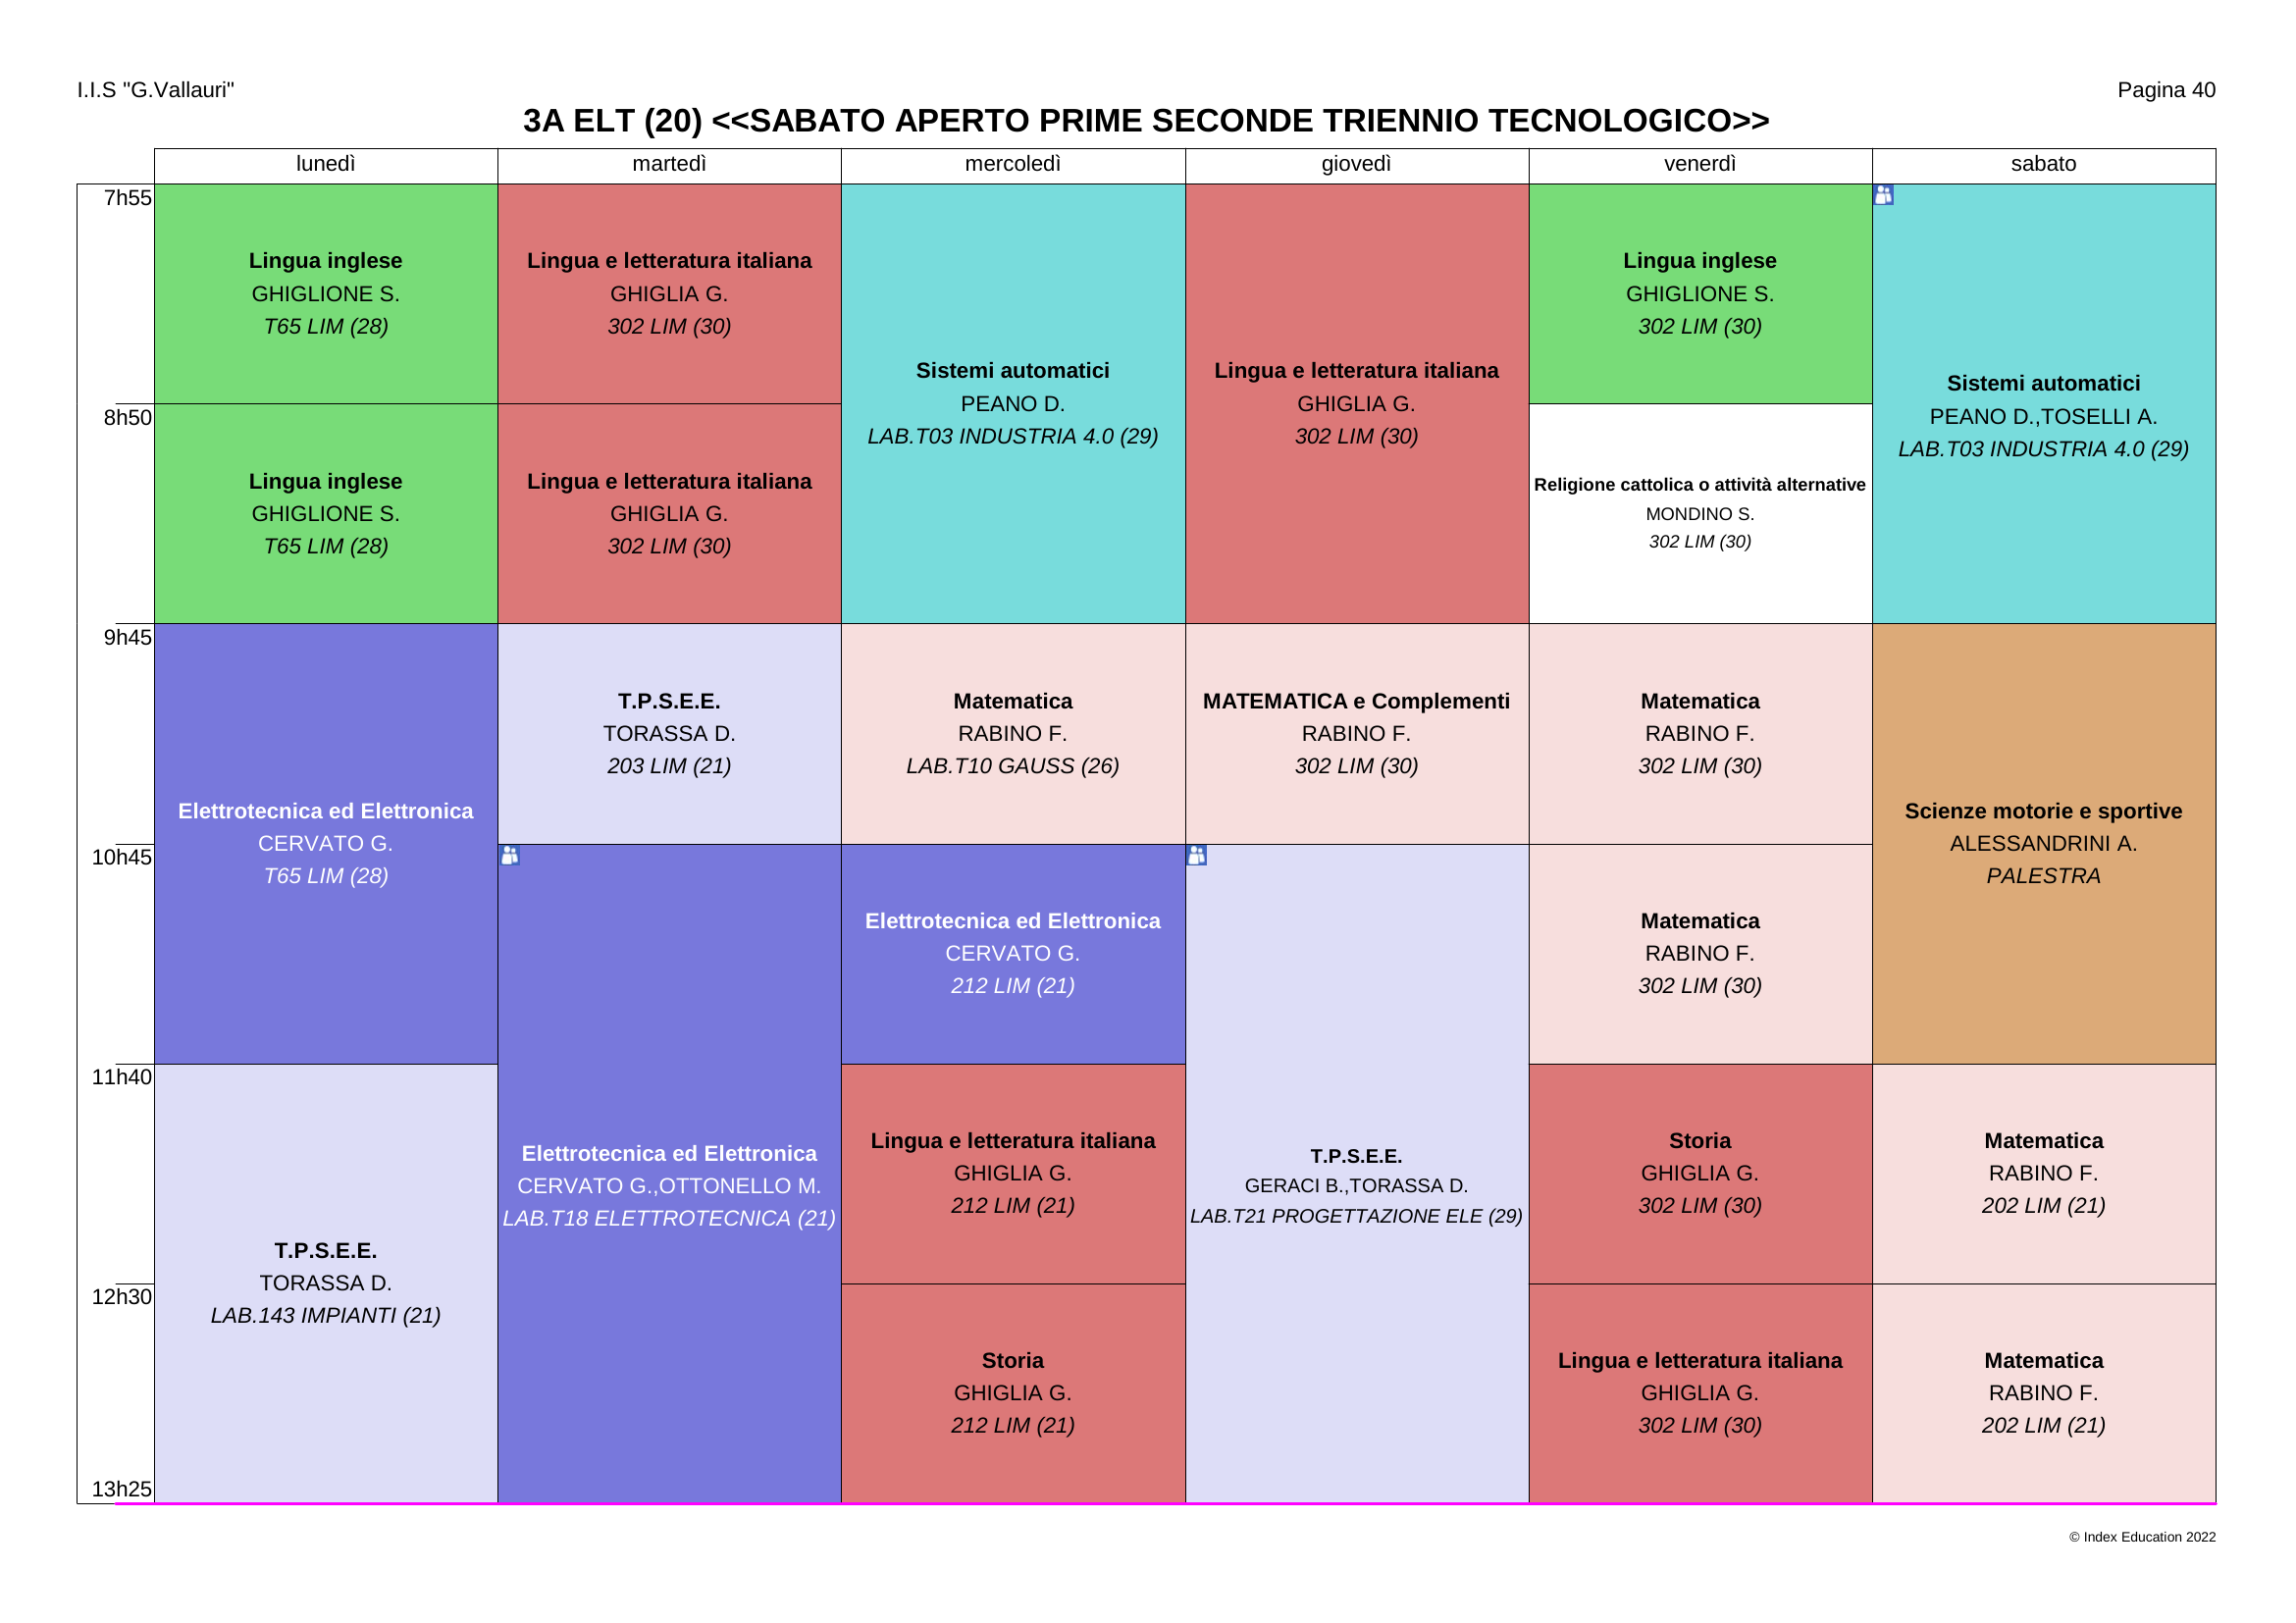 I.I.S "G.Vallauri"
Pagina 40
3A ELT (20) <<SABATO APERTO PRIME SECONDE TRIENNIO TECNOLOGICO>>
lunedì
martedì
mercoledì
giovedì
venerdì
sabato
7h55
8h50
9h45
10h45
11h40
12h30
13h25
Lingua inglese
GHIGLIONE S.
T65 LIM (28)
Lingua inglese
GHIGLIONE S.
T65 LIM (28)
Elettrotecnica ed Elettronica
CERVATO G.
T65 LIM (28)
T.P.S.E.E.
TORASSA D.
LAB.143 IMPIANTI (21)
Lingua e letteratura italiana
GHIGLIA G.
302 LIM (30)
Lingua e letteratura italiana
GHIGLIA G.
302 LIM (30)
T.P.S.E.E.
TORASSA D.
203 LIM (21)
Elettrotecnica ed Elettronica
CERVATO G.,OTTONELLO M.
LAB.T18 ELETTROTECNICA (21)
Sistemi automatici
PEANO D.
LAB.T03 INDUSTRIA 4.0 (29)
Matematica
RABINO F.
LAB.T10 GAUSS (26)
Elettrotecnica ed Elettronica
CERVATO G.
212 LIM (21)
Lingua e letteratura italiana
GHIGLIA G.
212 LIM (21)
Storia
GHIGLIA G.
212 LIM (21)
Lingua e letteratura italiana
GHIGLIA G.
302 LIM (30)
MATEMATICA e Complementi
RABINO F.
302 LIM (30)
T.P.S.E.E.
GERACI B.,TORASSA D.
LAB.T21 PROGETTAZIONE ELE (29)
Lingua inglese
GHIGLIONE S.
302 LIM (30)
Religione cattolica o attività alternative
MONDINO S.
302 LIM (30)
Matematica
RABINO F.
302 LIM (30)
Matematica
RABINO F.
302 LIM (30)
Storia
GHIGLIA G.
302 LIM (30)
Lingua e letteratura italiana
GHIGLIA G.
302 LIM (30)
Sistemi automatici
PEANO D.,TOSELLI A.
LAB.T03 INDUSTRIA 4.0 (29)
Scienze motorie e sportive
ALESSANDRINI A.
PALESTRA
Matematica
RABINO F.
202 LIM (21)
Matematica
RABINO F.
202 LIM (21)
© Index Education 2022